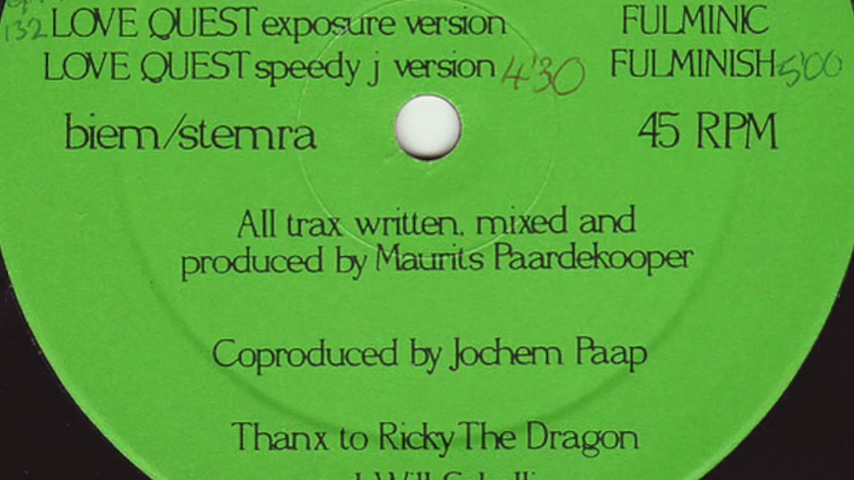 LOVE QUEST exposure version FULMINIC
132 LOVE QUEST speedy j version 4'30 FULMINISH 5'00
biem/stemra 45 RPM
All trax written, mixed and
produced by Maurits Paardekooper
Coproduced by Jochem Paap
Thanx to Ricky The Dragon